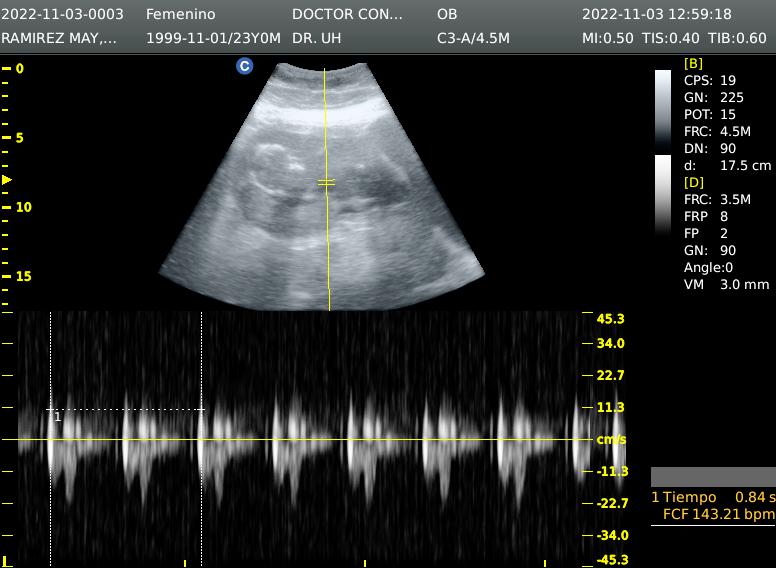 2022-11-03-0003 Femenino DOCTOR CON... OB 2022-11-03 12:59:18
RAMIREZ MAY,... 1999-11-01/23Y0M DR. UH C3-A/4.5M MI:0.50 TIS:0.40 TIB:0.60
C
0
5
10
15
[B]
CPS: 19
GN: 225
POT: 15
FRC: 4.5M
DN: 90
d: 17.5 cm
[D]
FRC: 3.5M
FRP 8
FP 2
GN: 90
Angle:0
VM 3.0 mm
45.3
34.0
22.7
11.3
cm/s
-11.3
-22.7
-34.0
-45.3
1
1 Tiempo 0.84 s
FCF 143.21 bpm